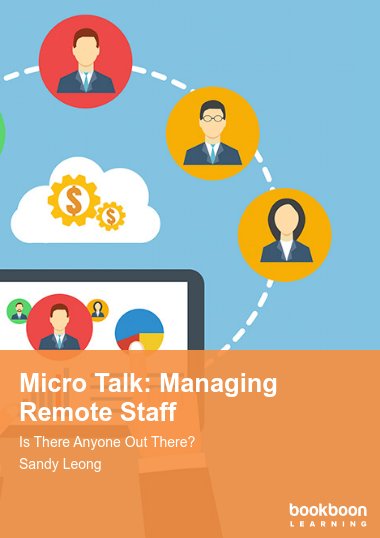 $
$
Micro Talk: Managing
Remote Staff
Is There Anyone Out There?
Sandy Leong
bookboon
LEARNING